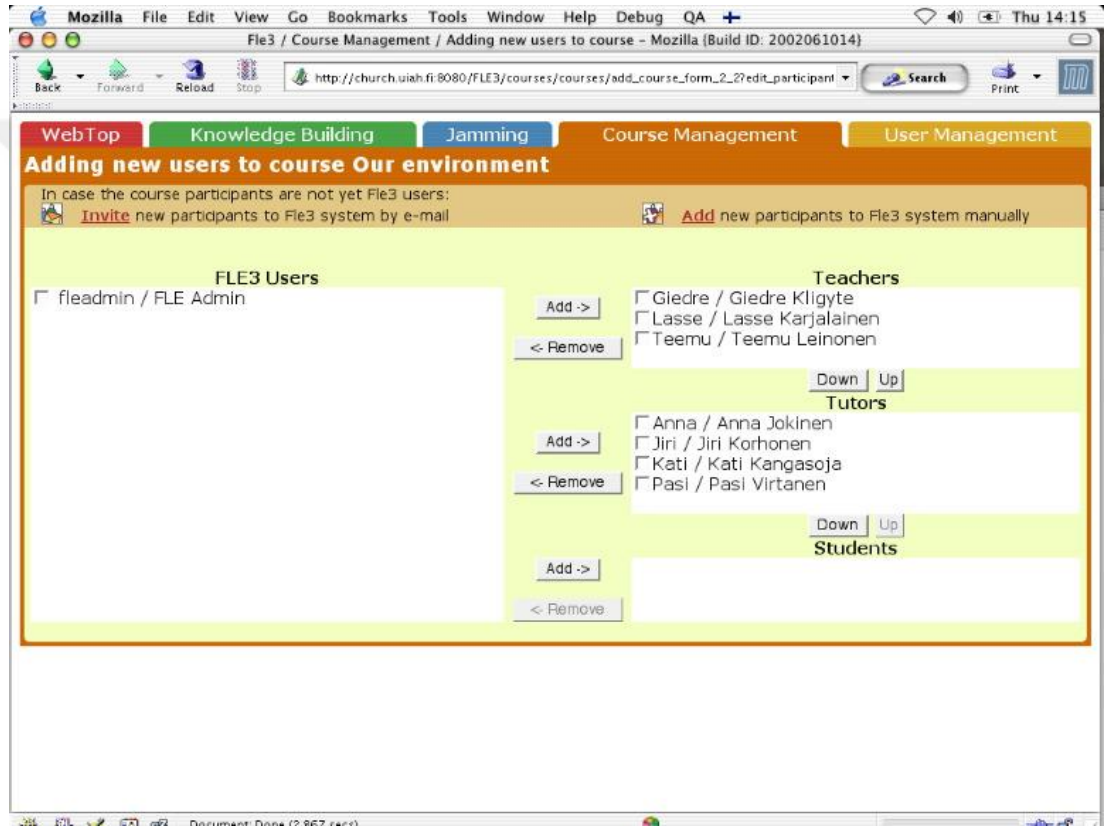 Mozilla File Edit View Go Bookmarks Tools Window Help Debug QA Thu 14:15
Fle3 / Course Management / Adding new users to course – Mozilla {Build ID: 2002061014}
Back Forward Reload Stop http://church.uiah.fi:8080/FLE3/courses/courses/add_course_form_2_2?edit_participant Search Print
WebTop Knowledge Building Jamming Course Management User Management
Adding new users to course Our environment
In case the course participants are not yet Fle3 users:
Invite new participants to Fle3 system by e-mail Add new participants to Fle3 system manually
FLE3 Users Teachers
fleadmin / FLE Admin Giedre / Giedre Kligyte
Add -> Lasse / Lasse Karjalainen
<- Remove Teemu / Teemu Leinonen
Down Up
Tutors
Anna / Anna Jokinen
Add -> Jiri / Jiri Korhonen
Kati / Kati Kangasoja
<- Remove Pasi / Pasi Virtanen
Down Up
Students
Add ->
<- Remove
Document: Done (2.867 secs)